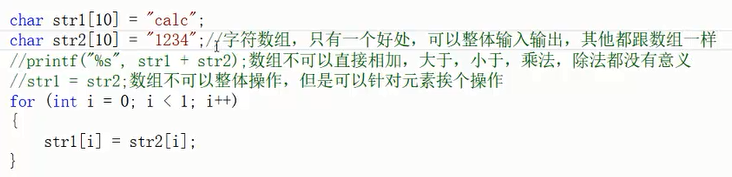 char str1[10] = "calc";
char str2[10] = "1234";//字符数组，只有一个好处，可以整体输入输出，其他都跟数组一样
//printf("%s", str1 + str2);数组不可以直接相加，大于，小于，乘法，除法都没有意义
//str1 = str2;数组不可以整体操作，但是可以针对元素挨个操作
for (int i = 0; i < 1; i++)
{
    str1[i] = str2[i];
}